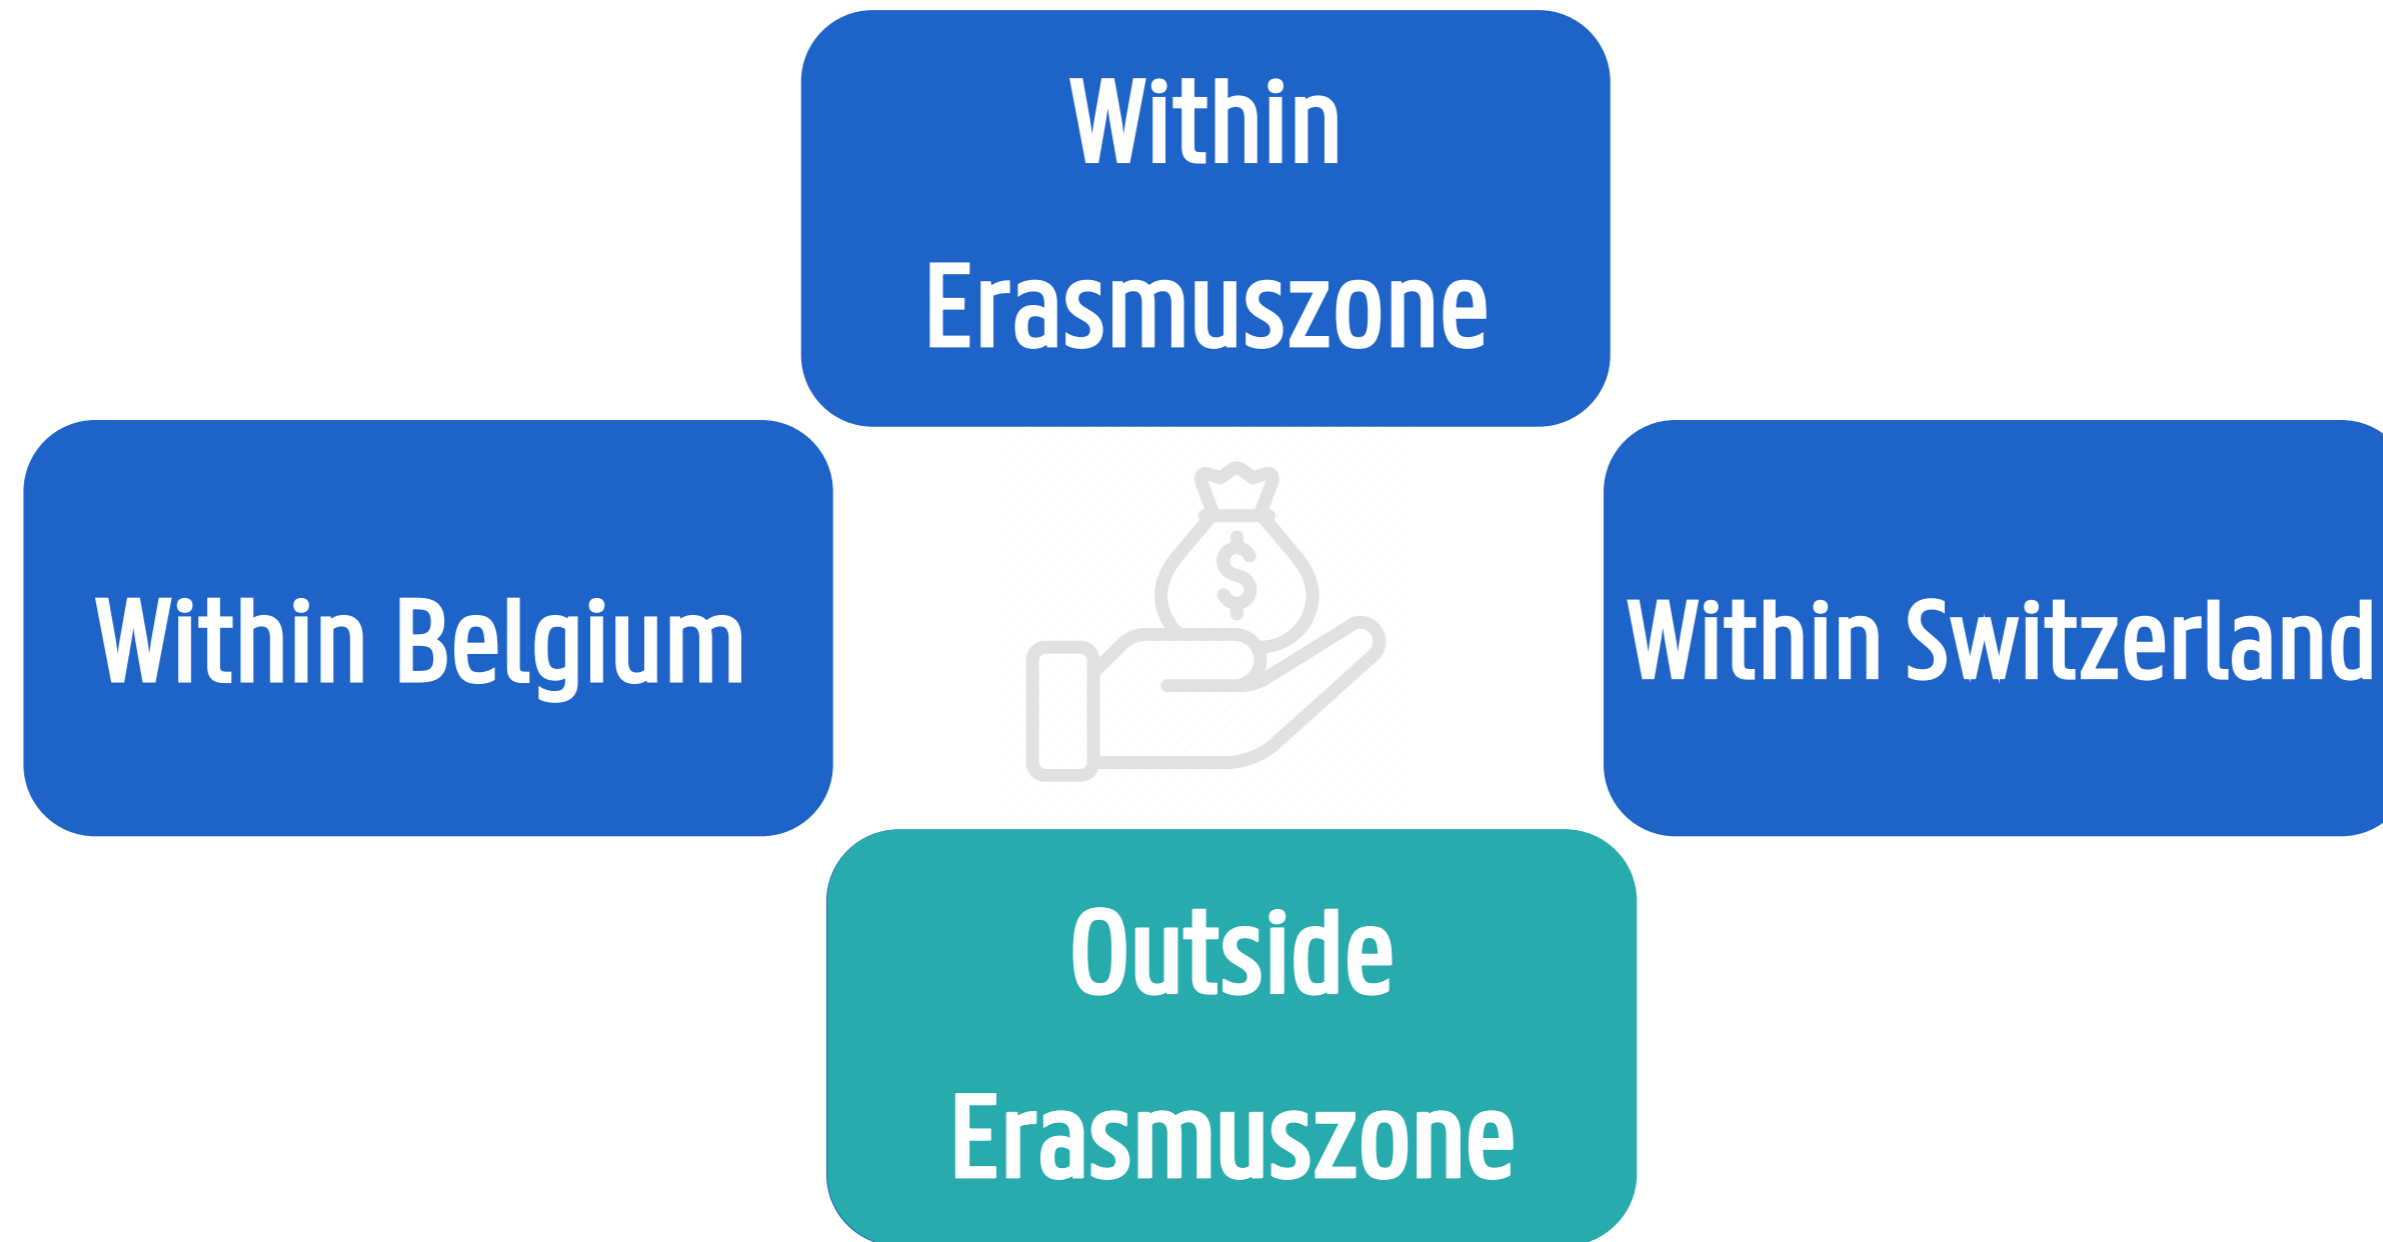 Within
Erasmuszone
Within Belgium
$
Within Switzerland
Outside
Erasmuszone